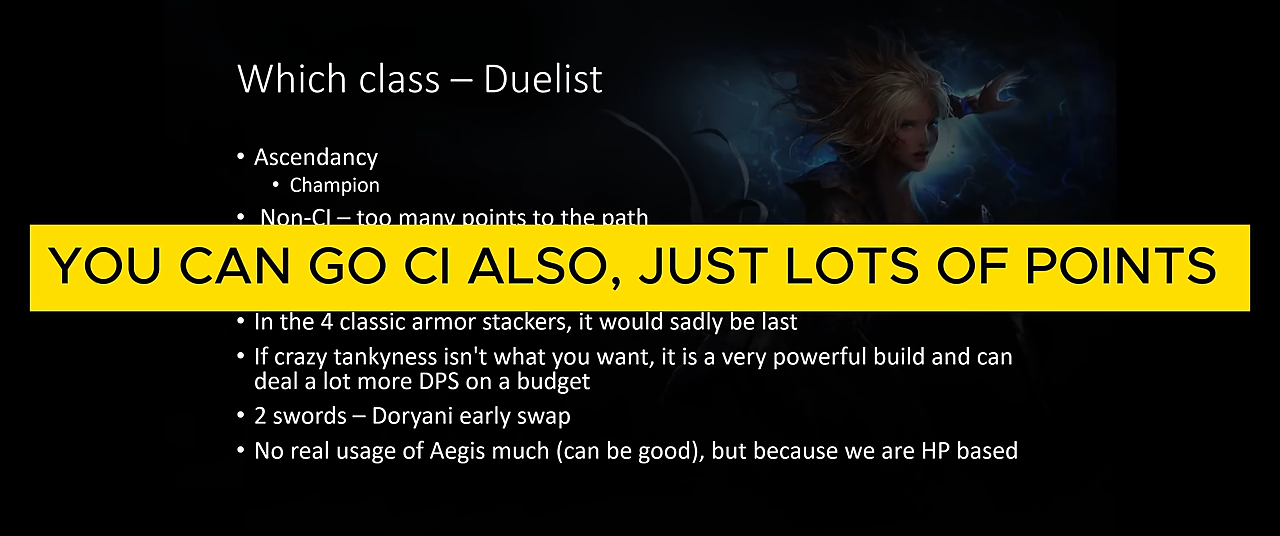 Which class – Duelist
• Ascendancy
• Champion
• Non-CI – too many points to the path
YOU CAN GO CI ALSO, JUST LOTS OF POINTS
• In the 4 classic armor stackers, it would sadly be last
• If crazy tankyness isn't what you want, it is a very powerful build and can
deal a lot more DPS on a budget
• 2 swords – Doryani early swap
• No real usage of Aegis much (can be good), but because we are HP based